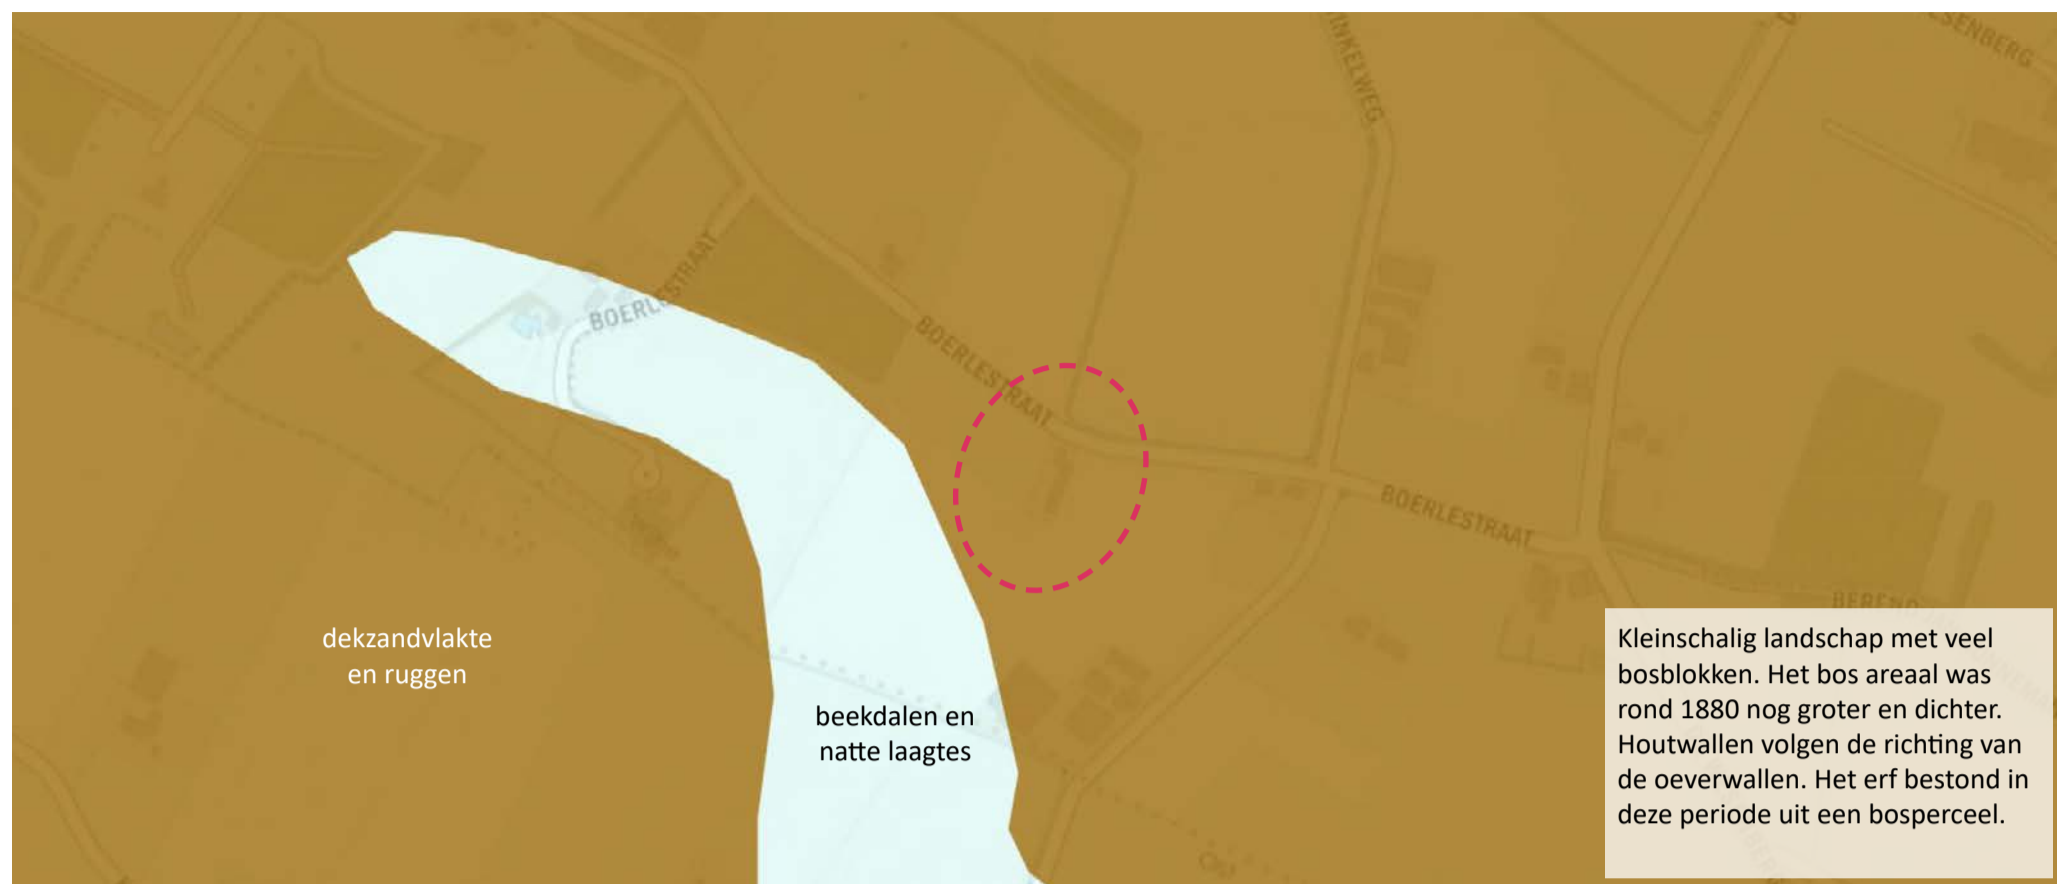 BOERLESTRAAT
BOERLESTRAAT
BOERLESTRAAT
dekzandvlakte
en ruggen
beekdalen en
natte laagtes
Kleinschalig landschap met veel
bosblokken. Het bos areaal was
rond 1880 nog groter en dichter.
Houtwallen volgen de richting van
de oeverwallen. Het erf bestond in
deze periode uit een bosperceel.